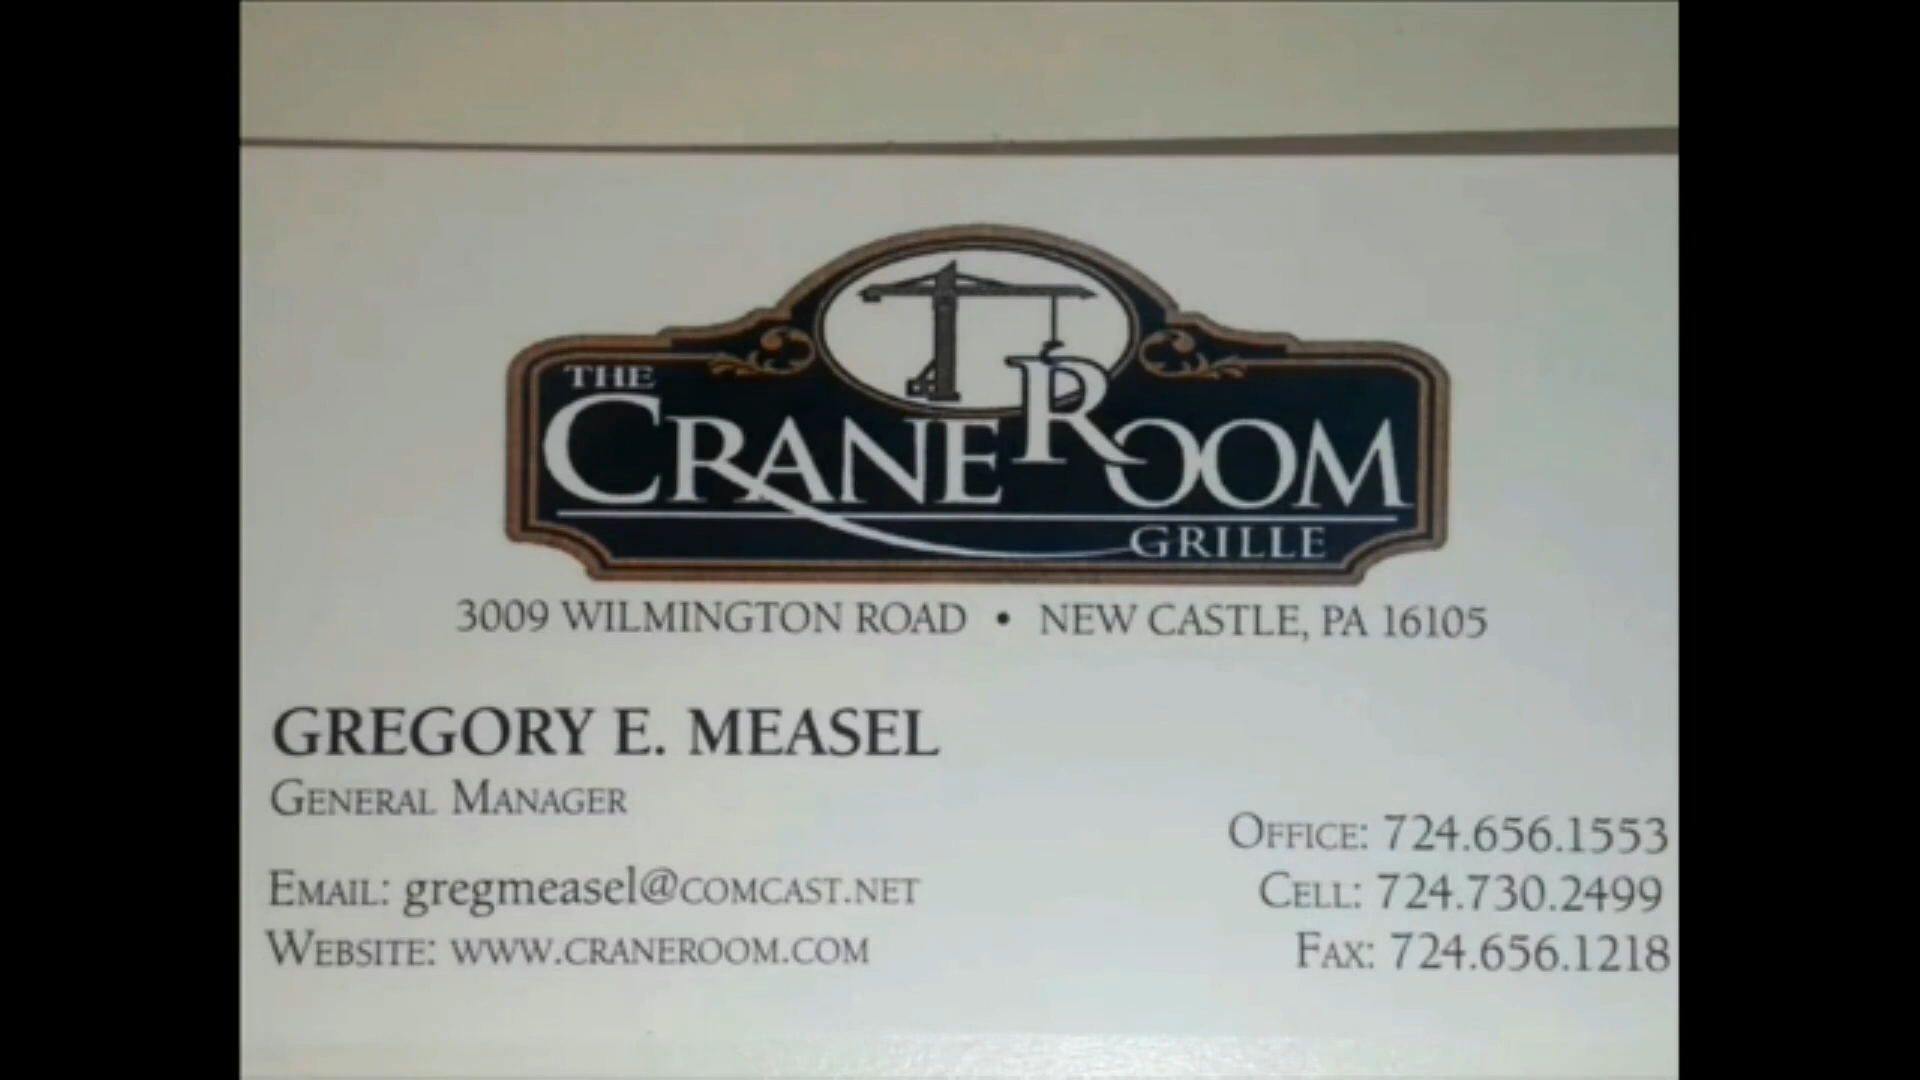 THE
CRANE ROOM
GRILLE
3009 WILMINGTON ROAD • NEW CASTLE, PA 16105
GREGORY E. MEASEL
GENERAL MANAGER
OFFICE: 724.656.1553
EMAIL: gregmeasel@COMCAST.NET
CELL: 724.730.2499
WEBSITE: WWW.CRANEROOM.COM
FAX: 724.656.1218